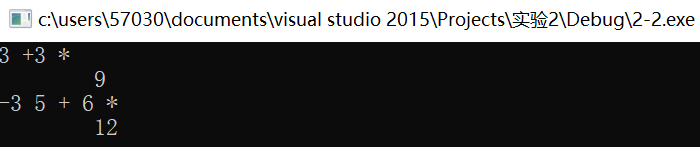 c:\users\57030\documents\visual studio 2015\Projects\实验2\Debug\2-2.exe
3 +3 *
9
-3 5 + 6 *
12